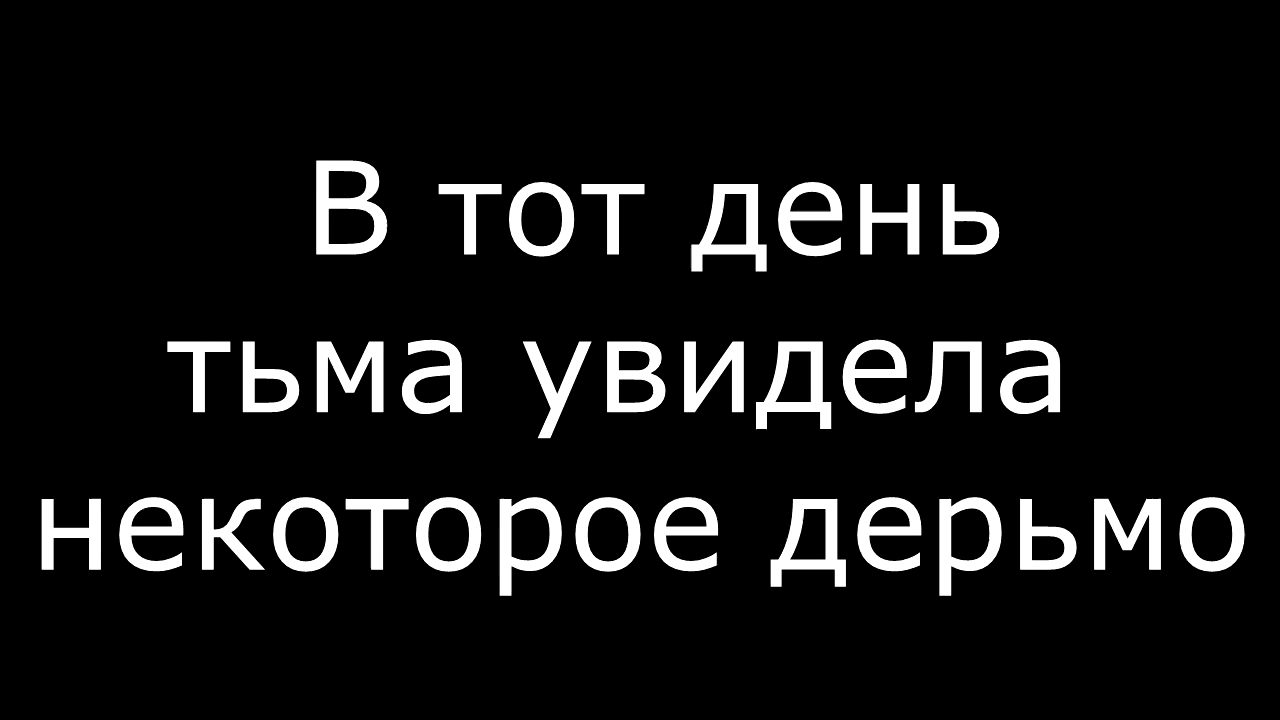 В тот день
тьма увидела
некоторое дерьмо